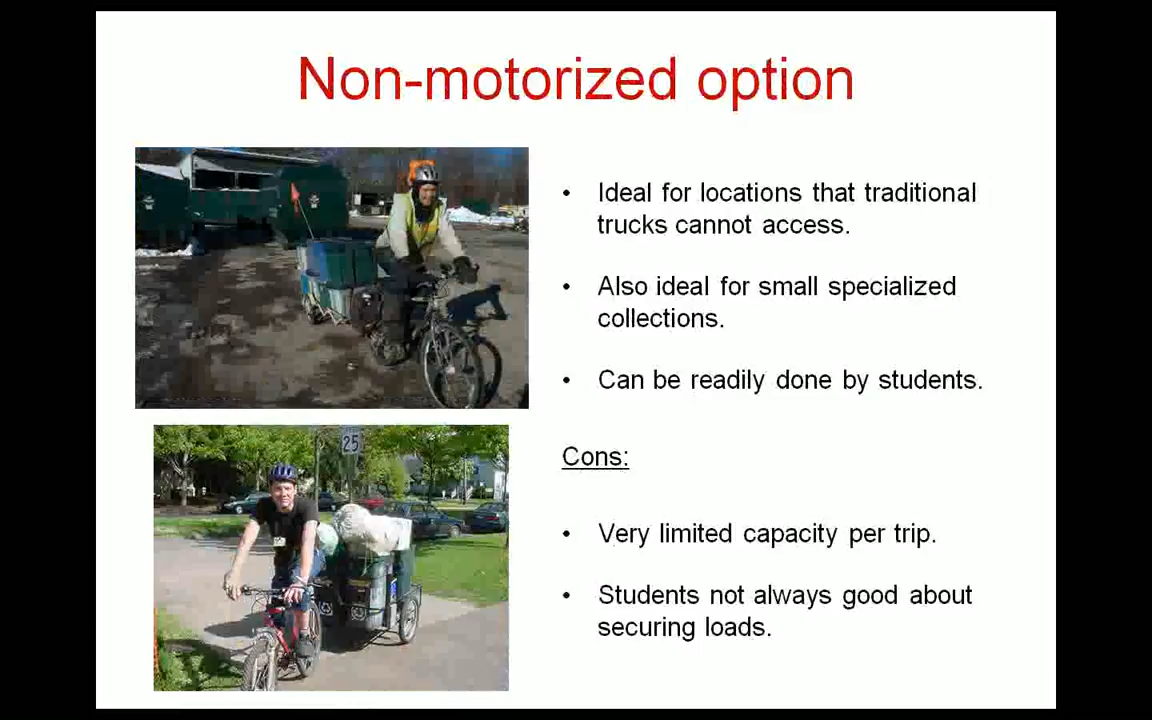 Non-motorized option
• Ideal for locations that traditional
trucks cannot access.
• Also ideal for small specialized
collections.
• Can be readily done by students.
25
Cons:
• Very limited capacity per trip.
• Students not always good about
securing loads.